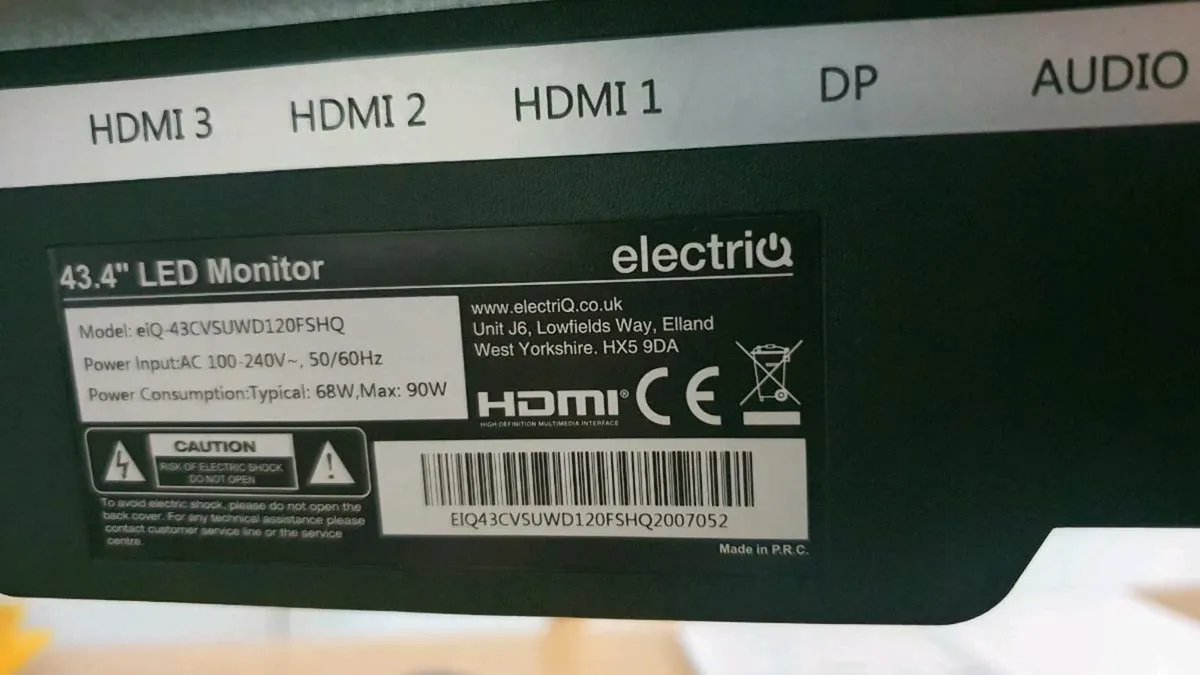 HDMI 3 HDMI 2 HDMI 1 DP AUDIO
43.4" LED Monitor
electriQ
Model: eiQ-43CVSUWD120FSHQ
Power Input:AC 100-240V~, 50/60Hz
Power Consumption:Typical: 68W,Max: 90W
www.electriQ.co.uk
Unit J6, Lowfields Way, Elland
West Yorkshire. HX5 9DA
HDMI®
HIGH DEFINITION MULTIMEDIA INTERFACE
CE
CAUTION
RISK OF ELECTRIC SHOCK
DO NOT OPEN
To avoid electric shock, please do not open the
back cover. For any technical assistance please
contact customer service line or the service
centre.
EIQ43CVSUWD120FSHQ2007052
Made in P.R.C.